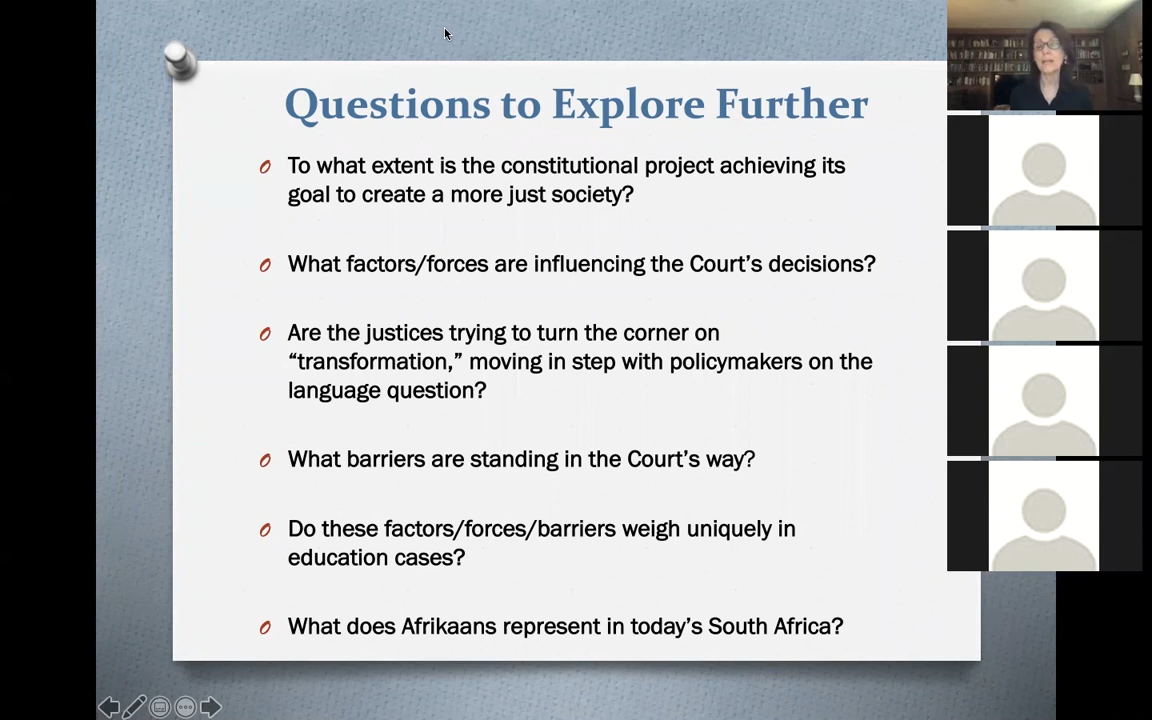 Questions to Explore Further
To what extent is the constitutional project achieving its
goal to create a more just society?
What factors/forces are influencing the Court’s decisions?
Are the justices trying to turn the corner on
“transformation,” moving in step with policymakers on the
language question?
What barriers are standing in the Court’s way?
Do these factors/forces/barriers weigh uniquely in
education cases?
What does Afrikaans represent in today’s South Africa?